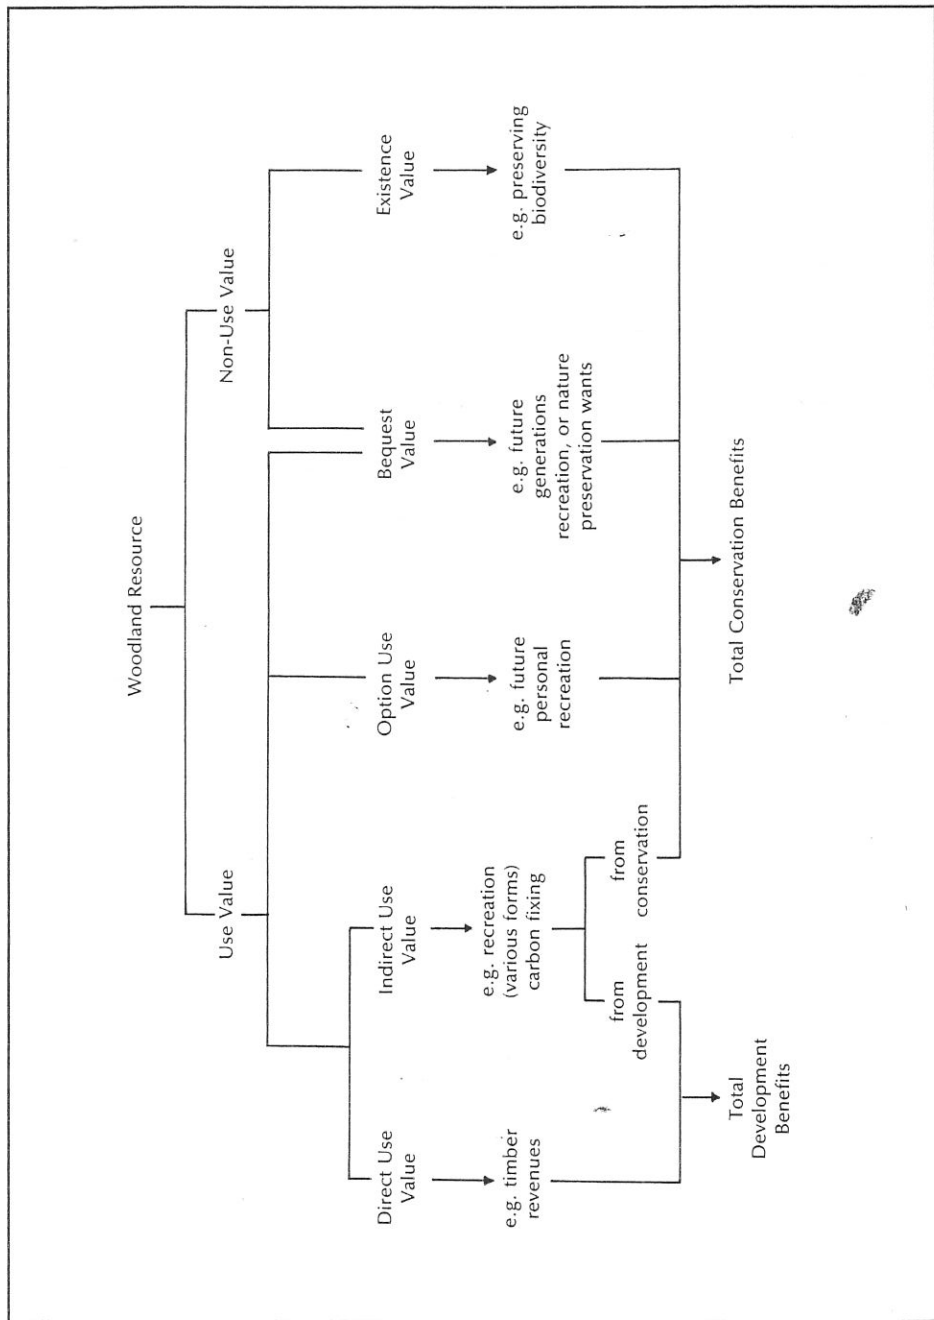 Woodland Resource
Use Value
Non-Use Value
Direct Use
Value
Indirect Use
Value
Option Use
Value
Bequest
Value
Existence
Value
e.g. timber
revenues
e.g. recreation
(various forms)
carbon fixing
e.g. future
personal
recreation
e.g. future
generations
recreation, or nature
preservation wants
e.g. preserving
biodiversity
from
development
from
conservation
Total
Development
Benefits
Total Conservation Benefits